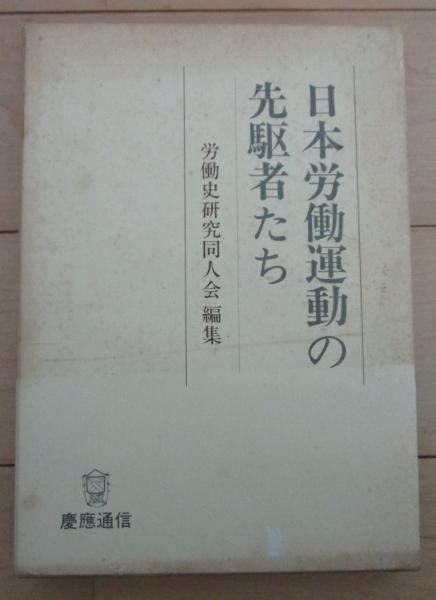 日本労働運動の
先駆者たち
労働史研究同人会 編集
慶應通信